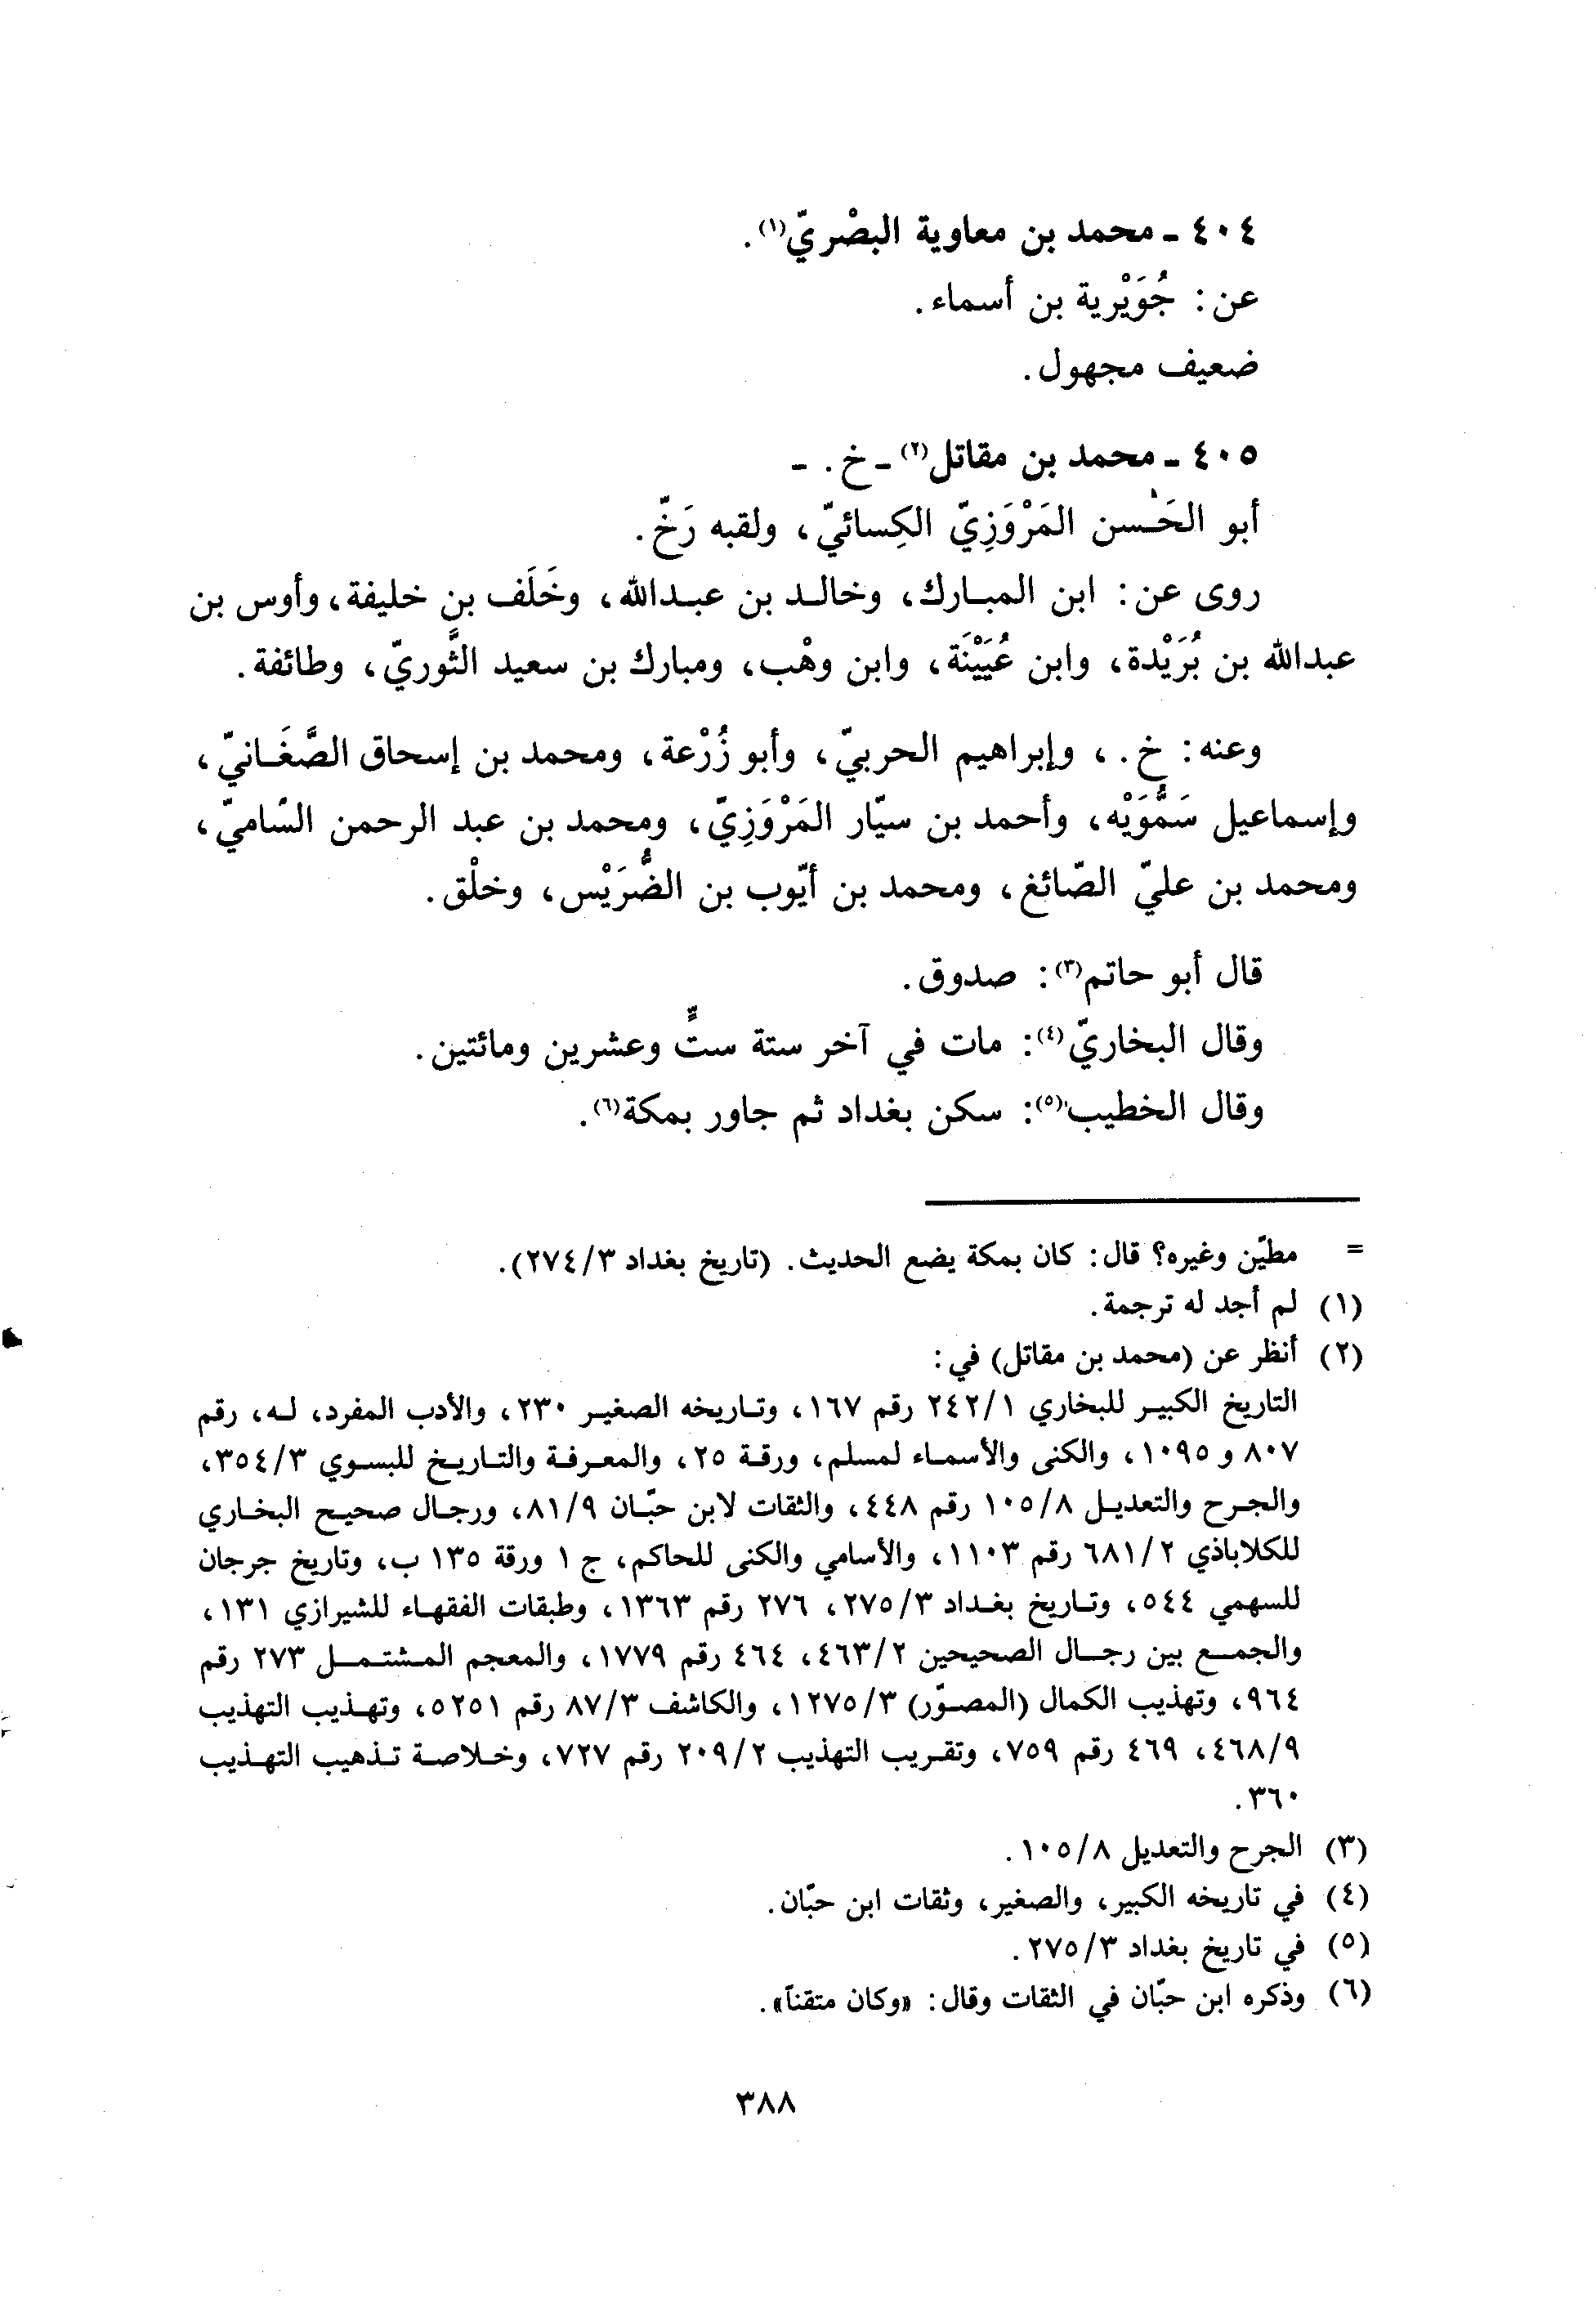 ٤٠٤ ـ محمد بن معاوية البصْريّ(١).
عن: جُوَيْرية بن أسماء.
ضعيف مجهول.
٤٠٥ ـ محمد بن مقاتل(٢) ـ خ. ـ
أبو الحَسن المَرْوَزِيّ الكِسائيّ، ولقبه رَخّ.
روى عن: ابن المبارك، وخالد بن عبدالله، وخَلَف بن خليفة، وأوس بن
عبدالله بن بُرَيْدة، وابن عُيَيْنَة، وابن وهْب، ومبارك بن سعيد الثَّوريّ، وطائفة.
وعنه: خ. ، وإبراهيم الحربيّ، وأبو زُرْعة، ومحمد بن إسحاق الصَّغَانيّ،
وإسماعيل سَمُّوَيْه، وأحمد بن سيّار المَرْوَزِيّ، ومحمد بن عبد الرحمن السّاميّ،
ومحمد بن عليّ الصّائغ، ومحمد بن أيّوب بن الضُّرَيْس، وخلْق.
قال أبو حاتم(٣): صدوق.
وقال البخاريّ(٤): مات في آخر ستة ستٍّ وعشرين ومائتين.
وقال الخطيب(٥): سكن بغداد ثم جاور بمكة(٦).
= مطيّن وغيره؟ قال: كان بمكة يضع الحديث. (تاريخ بغداد ٢٧٤/٣).
(١) لم أجد له ترجمة.
(٢) أنظر عن (محمد بن مقاتل) في:
التاريخ الكبير للبخاري ٢٤٢/١ رقم ١٦٧، وتاريخه الصغير ٢٣٠، والأدب المفرد، له، رقم
٨٠٧ و ١٠٩٥، والكنى والأسماء لمسلم، ورقة ٢٥، والمعرفة والتاريخ للبسوي ٣٥٤/٣،
والجرح والتعديل ١٠٥/٨ رقم ٤٤٨، والثقات لابن حبّان ٨١/٩، ورجال صحيح البخاري
للكلاباذي ٦٨١/٢ رقم ١١٠٣، والأسامي والكنى للحاكم، ج ١ ورقة ١٣٥ ب، وتاريخ جرجان
للسهمي ٥٤٤، وتاريخ بغداد ٢٧٥/٣، ٢٧٦ رقم ١٣٦٣، وطبقات الفقهاء للشيرازي ١٣١،
والجمع بين رجال الصحيحين ٤٦٣/٢، ٤٦٤ رقم ١٧٧٩، والمعجم المشتمل ٢٧٣ رقم
٩٦٤، وتهذيب الكمال (المصوّر) ١٢٧٥/٣، والكاشف ٨٧/٣ رقم ٥٢٥١، وتهذيب التهذيب
٤٦٨/٩، ٤٦٩ رقم ٧٥٩، وتقريب التهذيب ٢٠٩/٢ رقم ٧٢٧، وخلاصة تذهيب التهذيب
٣٦٠.
(٣) الجرح والتعديل ١٠٥/٨.
(٤) في تاريخه الكبير، والصغير، وثقات ابن حبّان.
(٥) في تاريخ بغداد ٢٧٥/٣.
(٦) وذكره ابن حبّان في الثقات وقال: «وكان متقناً».
٣٨٨